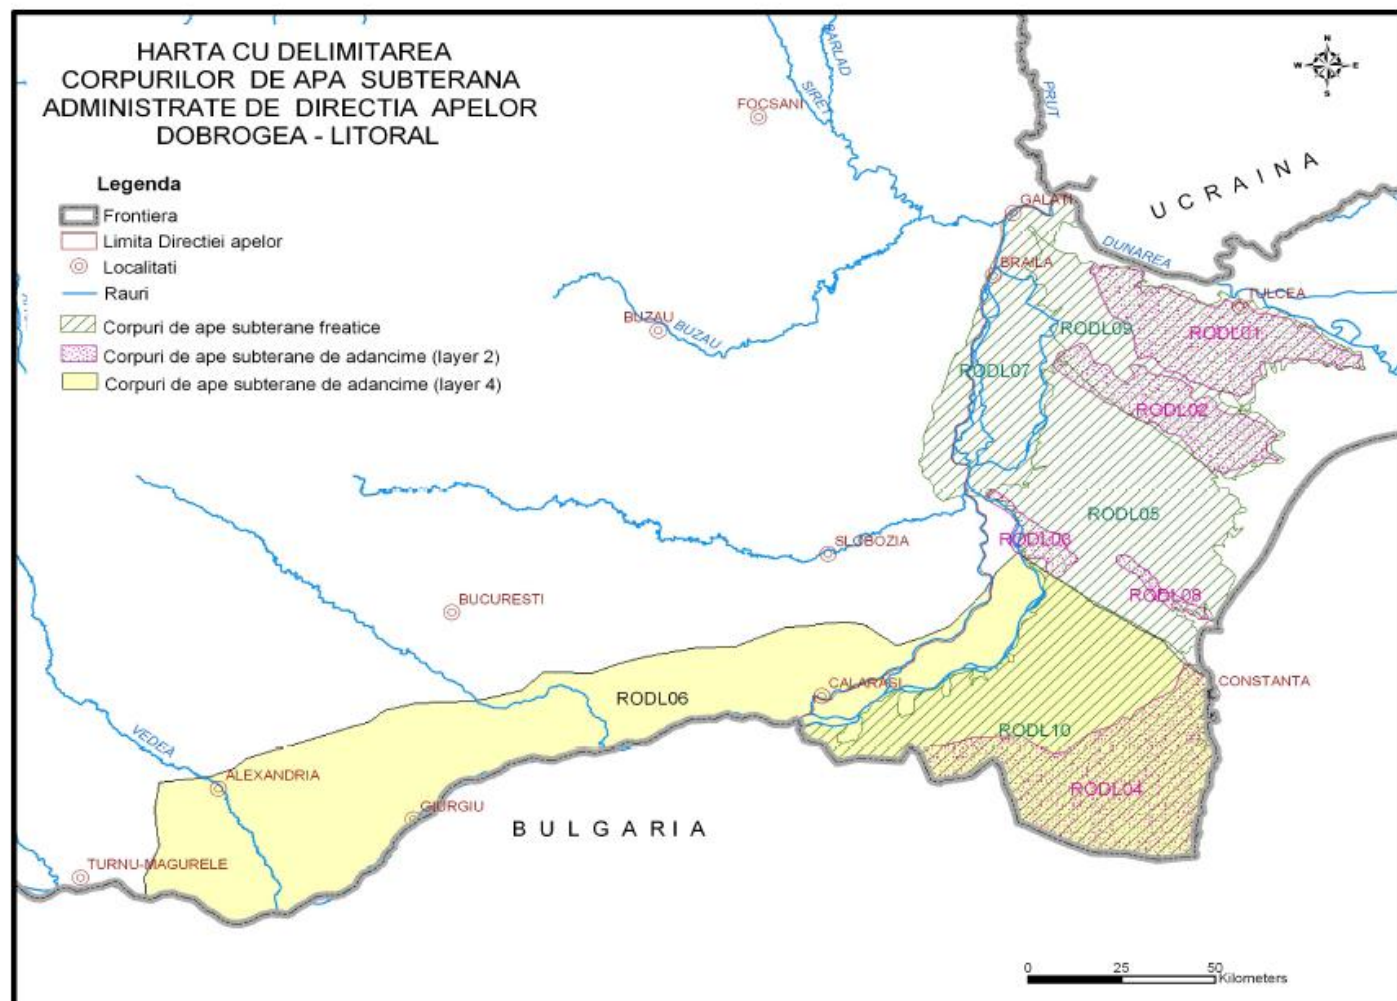 HARTA CU DELIMITAREA
CORPURILOR DE APA SUBTERANA
ADMINISTRATE DE DIRECTIA APELOR
DOBROGEA - LITORAL
Legenda
Frontiera
Limita Directiei apelor
Localitati
Rauri
Corpuri de ape subterane freatice
Corpuri de ape subterane de adancime (layer 2)
Corpuri de ape subterane de adancime (layer 4)
N
W
E
S
BARLAD
SIRET
PRUT
FOCSANI
UCRAINA
GALATI
DUNAREA
BRAILA
TULCEA
BUZAU
BUZAU
RODL09
RODL01
RODL07
RODL02
RODL05
RODL03
SLOBOZIA
RODL08
BUCURESTI
CONSTANTA
CALARASI
RODL06
RODL10
VEDEA
ALEXANDRIA
RODL04
GIURGIU
BULGARIA
TURNU-MAGURELE
0 25 50
Kilometers